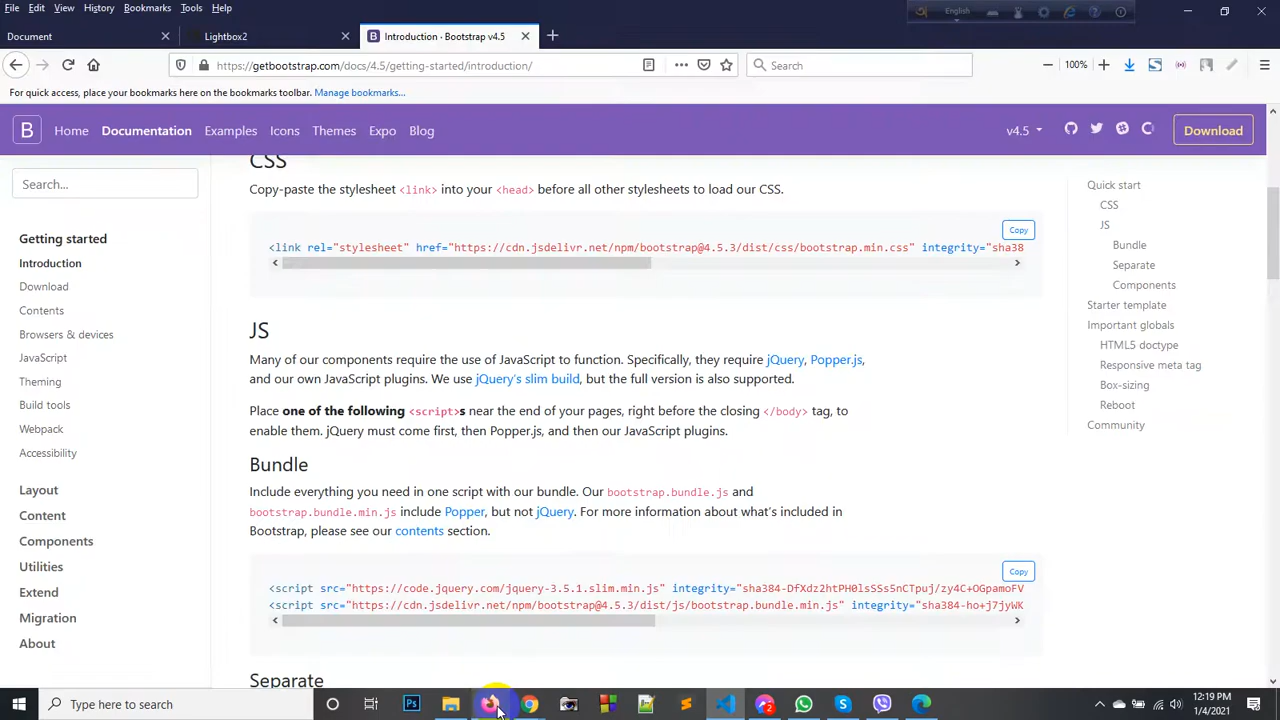 File Edit View History Bookmarks Tools Help
English
Document
Lightbox2
Introduction · Bootstrap v4.5
https://getbootstrap.com/docs/4.5/getting-started/introduction/
Search
100%
For quick access, place your bookmarks here on the bookmarks toolbar. Manage bookmarks...
B
Home Documentation Examples Icons Themes Expo Blog
v4.5
Download
Search...
Getting started
Introduction
Download
Contents
Browsers & devices
JavaScript
Theming
Build tools
Webpack
Accessibility
Layout
Content
Components
Utilities
Extend
Migration
About
CSS
Copy-paste the stylesheet <link> into your <head> before all other stylesheets to load our CSS.
Copy
<link rel="stylesheet" href="https://cdn.jsdelivr.net/npm/bootstrap@4.5.3/dist/css/bootstrap.min.css" integrity="sha38
JS
Many of our components require the use of JavaScript to function. Specifically, they require jQuery, Popper.js,
and our own JavaScript plugins. We use jQuery's slim build, but the full version is also supported.
Place one of the following <script>s near the end of your pages, right before the closing </body> tag, to
enable them. jQuery must come first, then Popper.js, and then our JavaScript plugins.
Bundle
Include everything you need in one script with our bundle. Our bootstrap.bundle.js and
bootstrap.bundle.min.js include Popper, but not jQuery. For more information about what's included in
Bootstrap, please see our contents section.
Copy
<script src="https://code.jquery.com/jquery-3.5.1.slim.min.js" integrity="sha384-DfXdz2htPH0lsSSs5nCTpuj/zy4C+OGpamoFV
<script src="https://cdn.jsdelivr.net/npm/bootstrap@4.5.3/dist/js/bootstrap.bundle.min.js" integrity="sha384-ho+j7jyWK
Separate
Quick start
CSS
JS
Bundle
Separate
Components
Starter template
Important globals
HTML5 doctype
Responsive meta tag
Box-sizing
Reboot
Community
Type here to search
Ps
2
12:19 PM
1/4/2021